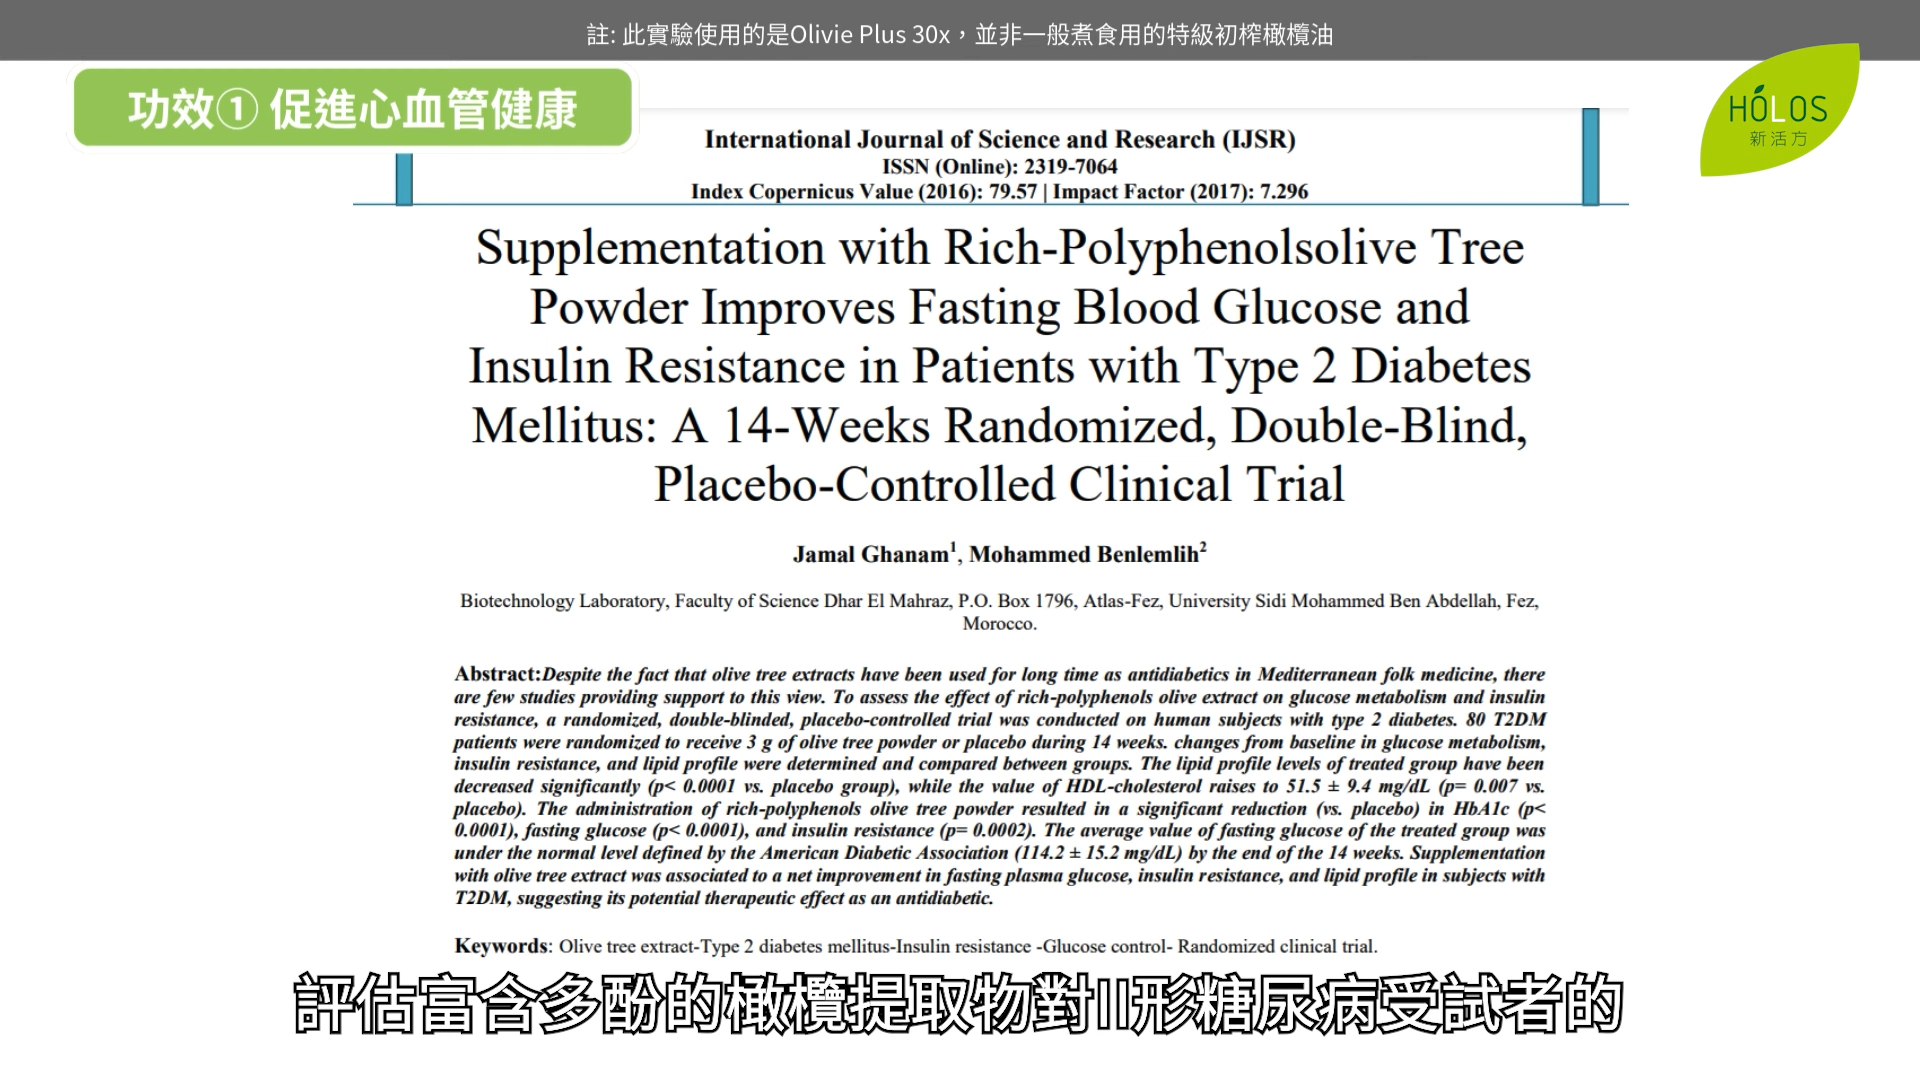 註: 此實驗使用的是Olivie Plus 30x，並非一般煮食用的特級初榨橄欖油
功效① 促進心血管健康
HOLOS
新活方
International Journal of Science and Research (IJSR)
ISSN (Online): 2319-7064
Index Copernicus Value (2016): 79.57 | Impact Factor (2017): 7.296
Supplementation with Rich-Polyphenolsolive Tree
Powder Improves Fasting Blood Glucose and
Insulin Resistance in Patients with Type 2 Diabetes
Mellitus: A 14-Weeks Randomized, Double-Blind,
Placebo-Controlled Clinical Trial
Jamal Ghanam¹, Mohammed Benlemlih²
Biotechnology Laboratory, Faculty of Science Dhar El Mahraz, P.O. Box 1796, Atlas-Fez, University Sidi Mohammed Ben Abdellah, Fez,
Morocco.
Abstract:Despite the fact that olive tree extracts have been used for long time as antidiabetics in Mediterranean folk medicine, there
are few studies providing support to this view. To assess the effect of rich-polyphenols olive extract on glucose metabolism and insulin
resistance, a randomized, double-blinded, placebo-controlled trial was conducted on human subjects with type 2 diabetes. 80 T2DM
patients were randomized to receive 3 g of olive tree powder or placebo during 14 weeks. changes from baseline in glucose metabolism,
insulin resistance, and lipid profile were determined and compared between groups. The lipid profile levels of treated group have been
decreased significantly (p< 0.0001 vs. placebo group), while the value of HDL-cholesterol raises to 51.5 ± 9.4 mg/dL (p= 0.007 vs.
placebo). The administration of rich-polyphenols olive tree powder resulted in a significant reduction (vs. placebo) in HbA1c (p<
0.0001), fasting glucose (p< 0.0001), and insulin resistance (p= 0.0002). The average value of fasting glucose of the treated group was
under the normal level defined by the American Diabetic Association (114.2 ± 15.2 mg/dL) by the end of the 14 weeks. Supplementation
with olive tree extract was associated to a net improvement in fasting plasma glucose, insulin resistance, and lipid profile in subjects with
T2DM, suggesting its potential therapeutic effect as an antidiabetic.
Keywords: Olive tree extract-Type 2 diabetes mellitus-Insulin resistance -Glucose control- Randomized clinical trial.
評估富含多酚的橄欖提取物對II形糖尿病受試者的